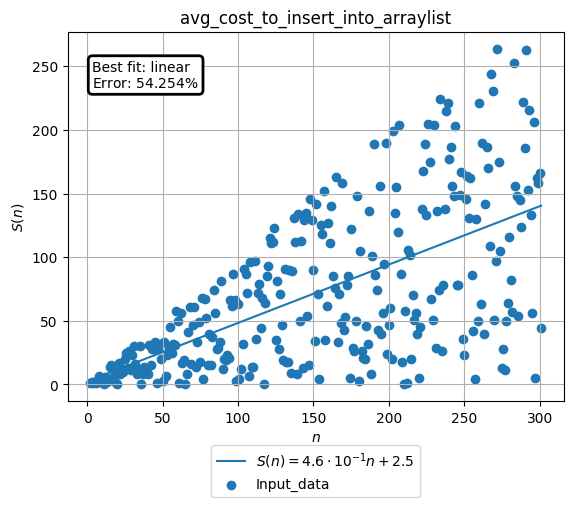 avg_cost_to_insert_into_arraylist
Best fit: linear
Error: 54.254%
S(n)
250
200
150
100
50
0
0 50 100 150 200 250 300
n
S(n) = 4.6 · 10⁻¹n + 2.5
Input_data